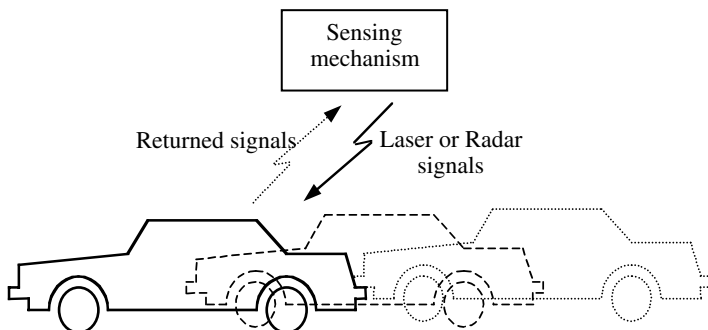 Sensing
mechanism
Returned signals
Laser or Radar
signals